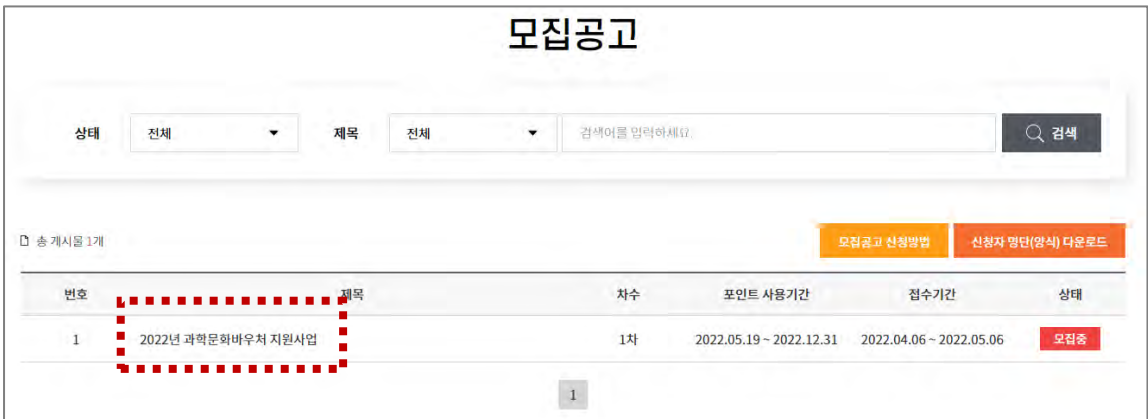 모집공고
상태 전체 제목 전체 검색어를 입력하세요. 검색
총 게시물 1개 모집공고 신청방법 신청자 명단(양식) 다운로드
번호 제목 차수 포인트 사용기간 접수기간 상태
1 2022년 과학문화바우처 지원사업 1차 2022.05.19 ~ 2022.12.31 2022.04.06 ~ 2022.05.06 모집중
1